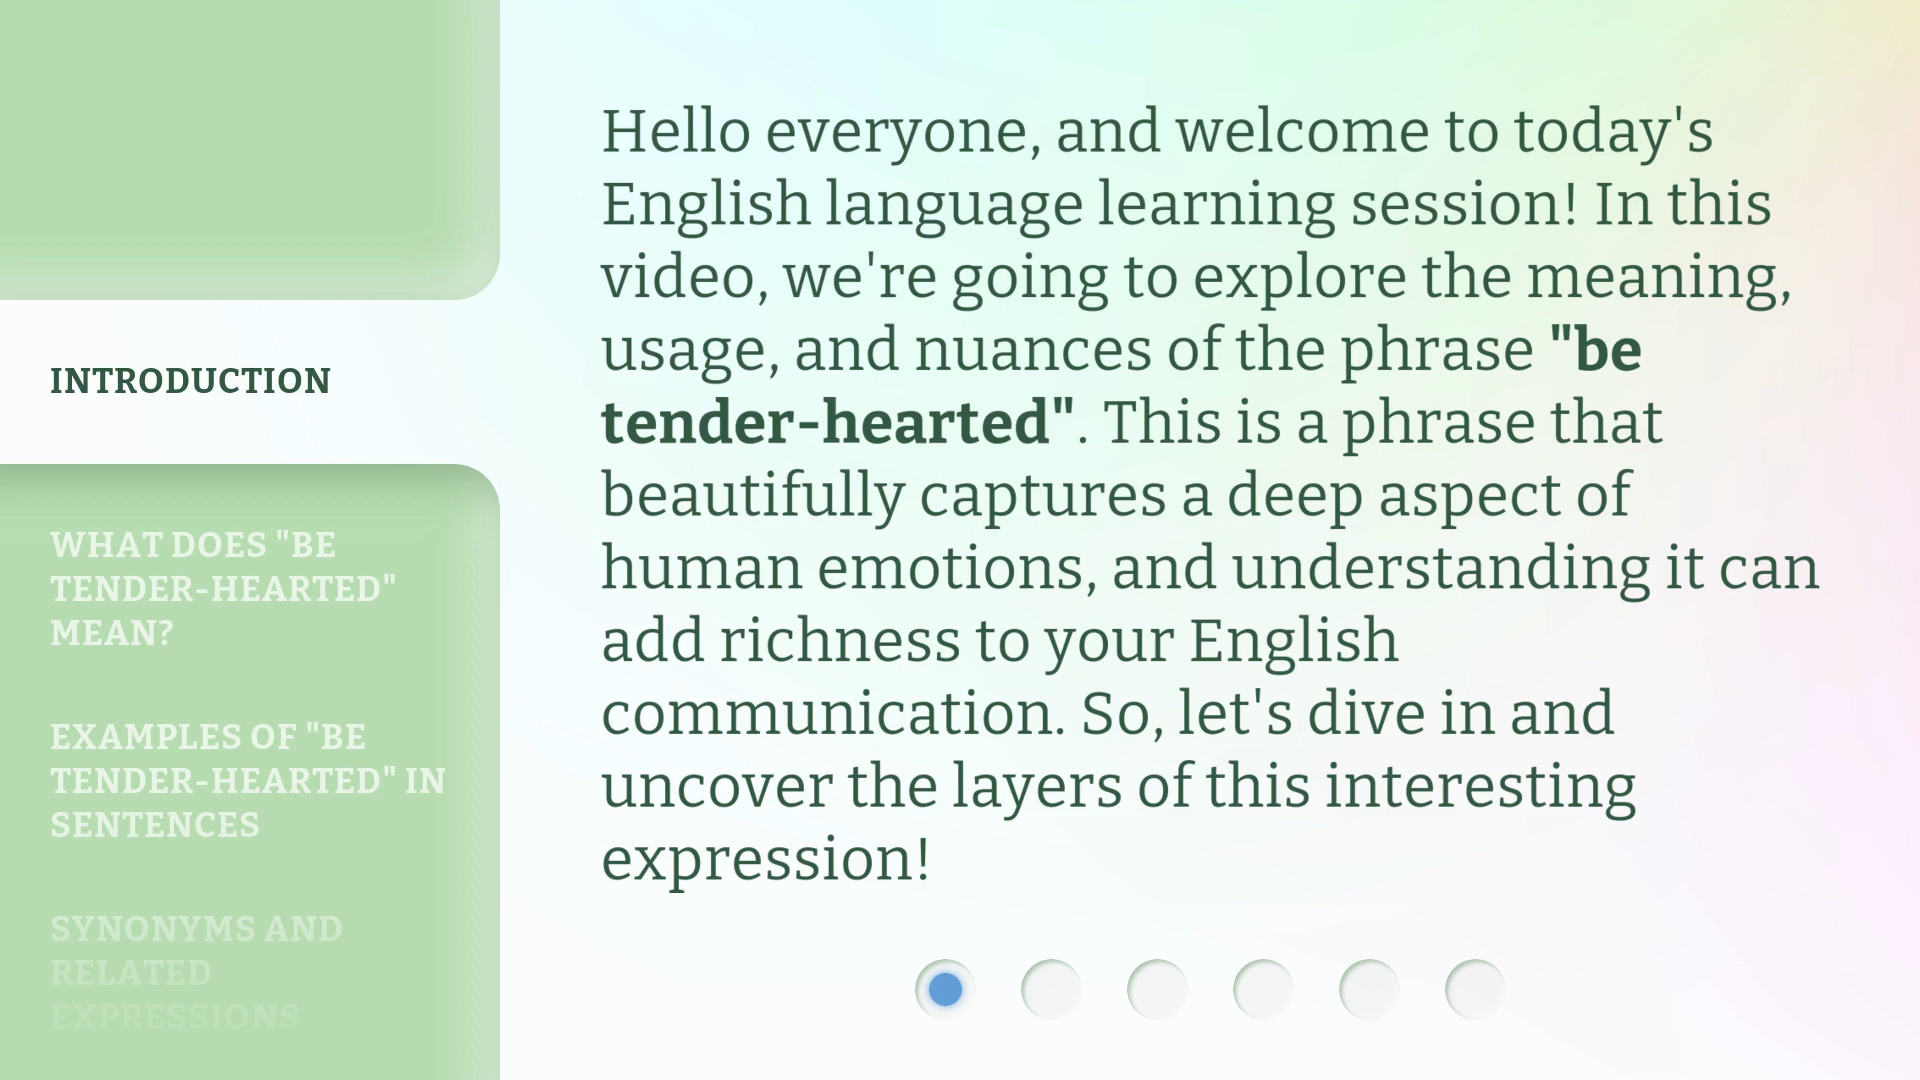 INTRODUCTION
WHAT DOES "BE
TENDER-HEARTED"
MEAN?
EXAMPLES OF "BE
TENDER-HEARTED" IN
SENTENCES
SYNONYMS AND
RELATED
EXPRESSIONS
Hello everyone, and welcome to today's
English language learning session! In this
video, we're going to explore the meaning,
usage, and nuances of the phrase "be
tender-hearted". This is a phrase that
beautifully captures a deep aspect of
human emotions, and understanding it can
add richness to your English
communication. So, let's dive in and
uncover the layers of this interesting
expression!